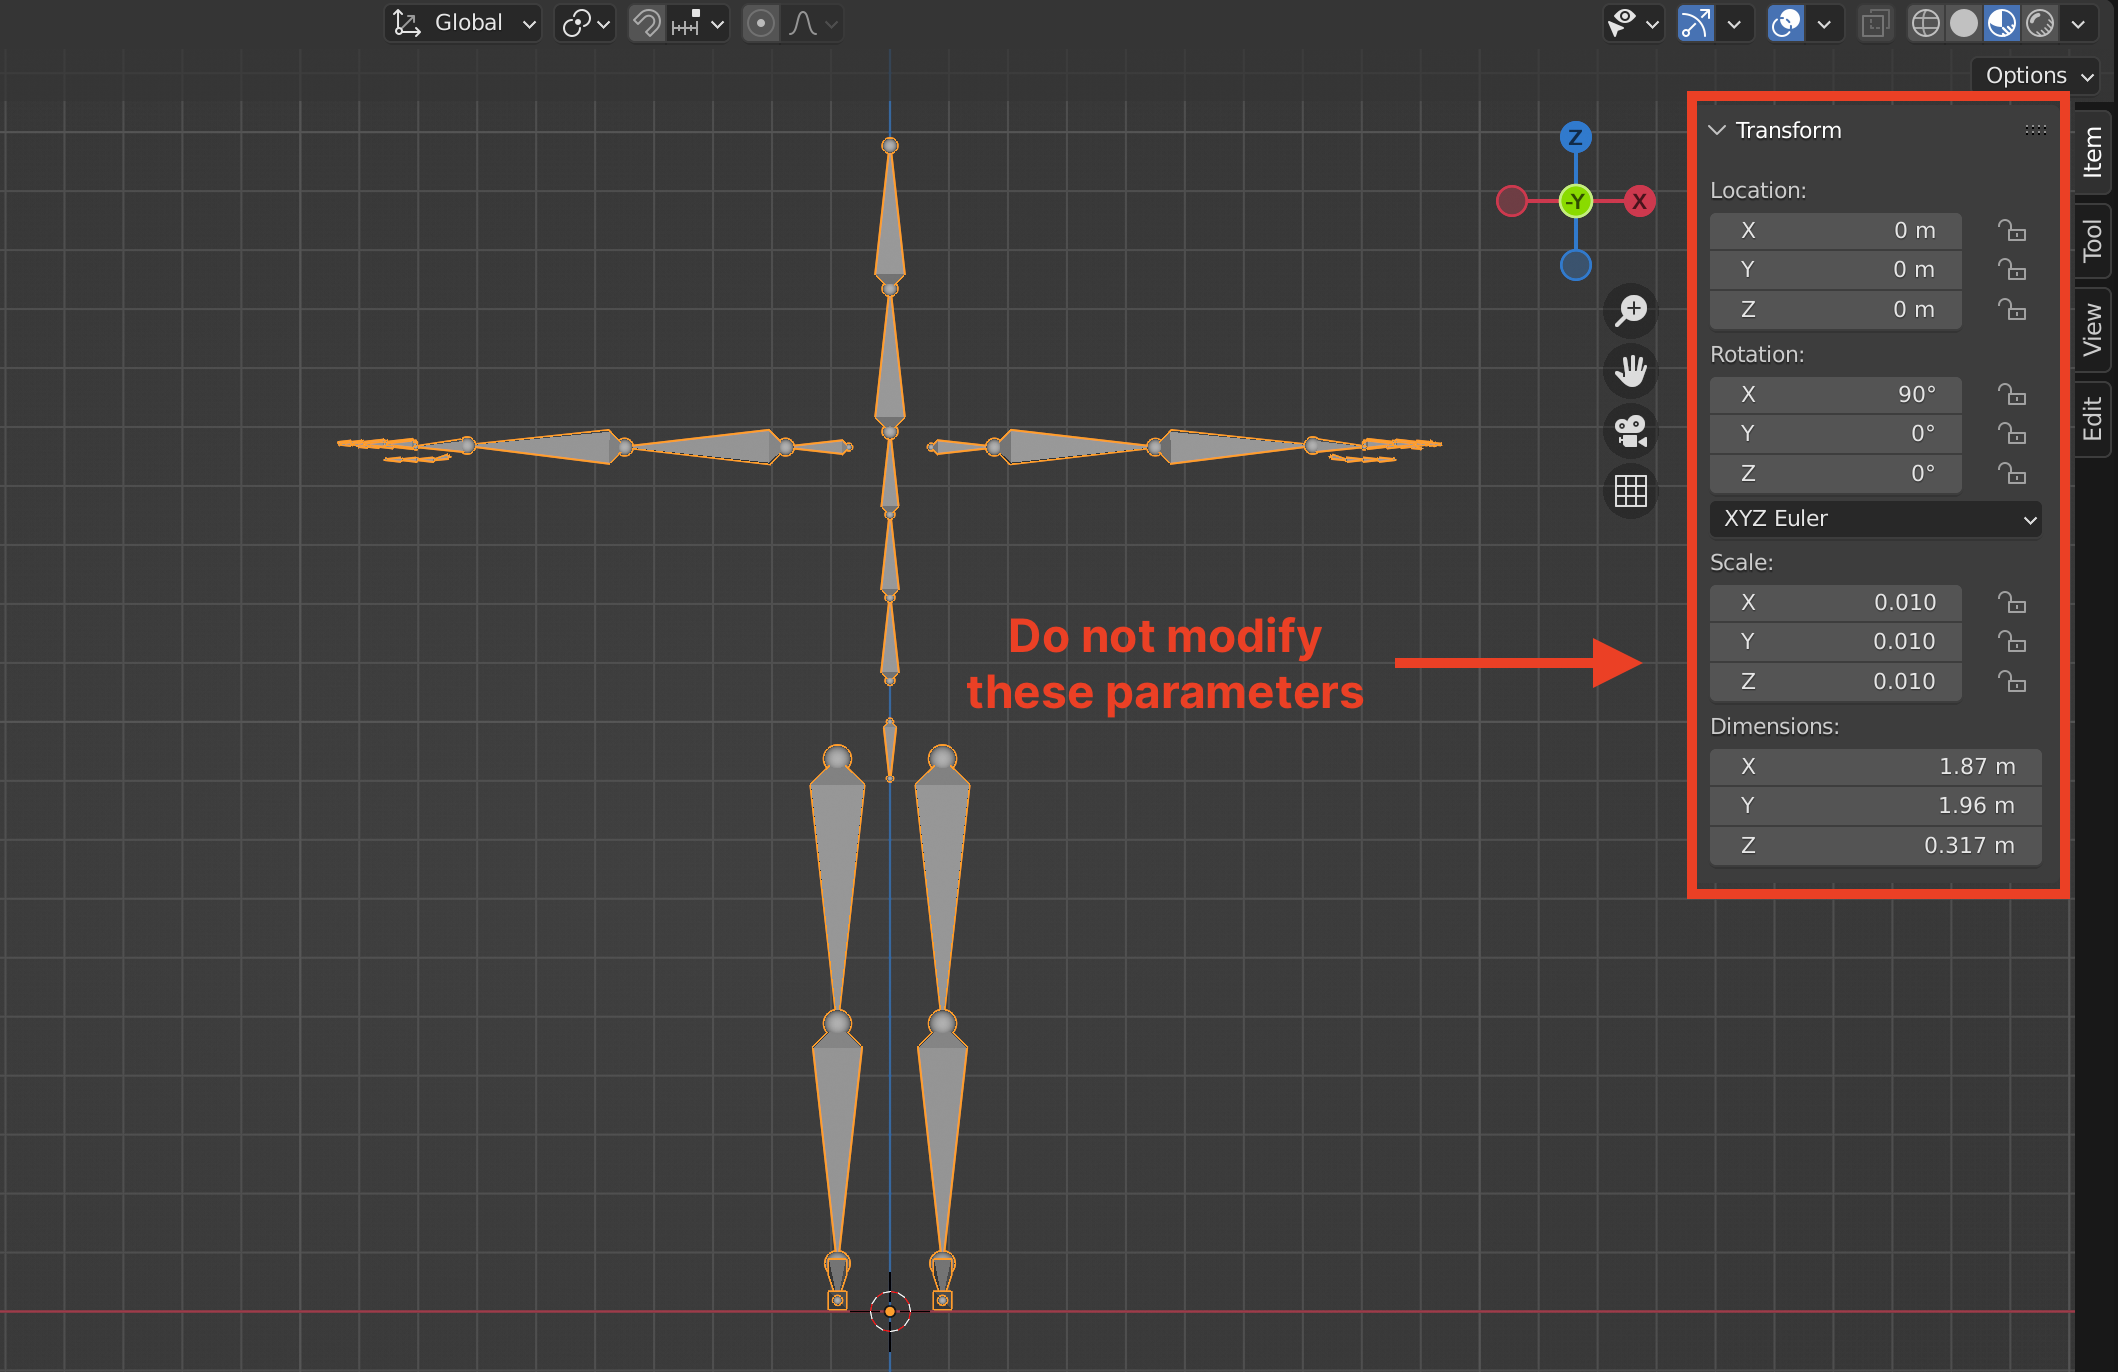 Global
Options
Z
-Y
X
Transform
Location:
X 0 m
Y 0 m
Z 0 m
Rotation:
X 90°
Y 0°
Z 0°
XYZ Euler
Scale:
X 0.010
Y 0.010
Z 0.010
Dimensions:
X 1.87 m
Y 1.96 m
Z 0.317 m
Item
Tool
View
Edit
Do not modify
these parameters